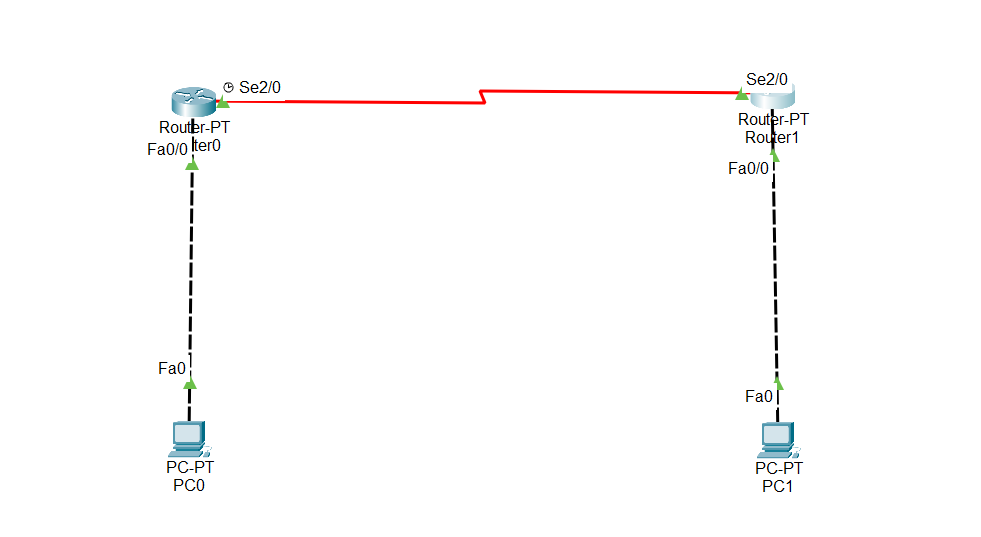 Se2/0
Router-PT
ter0
Fa0/0
Se2/0
Router-PT
Router1
Fa0/0
Fa0
PC-PT
PC0
Fa0
PC-PT
PC1